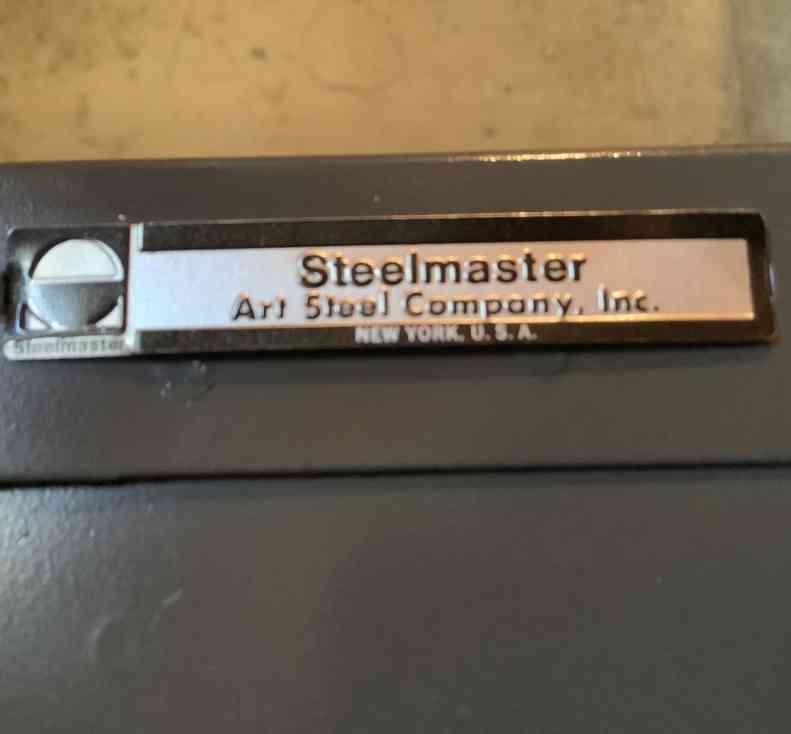 Steelmaster
Art Steel Company, Inc.
NEW YORK, U.S.A.
Steelmaster